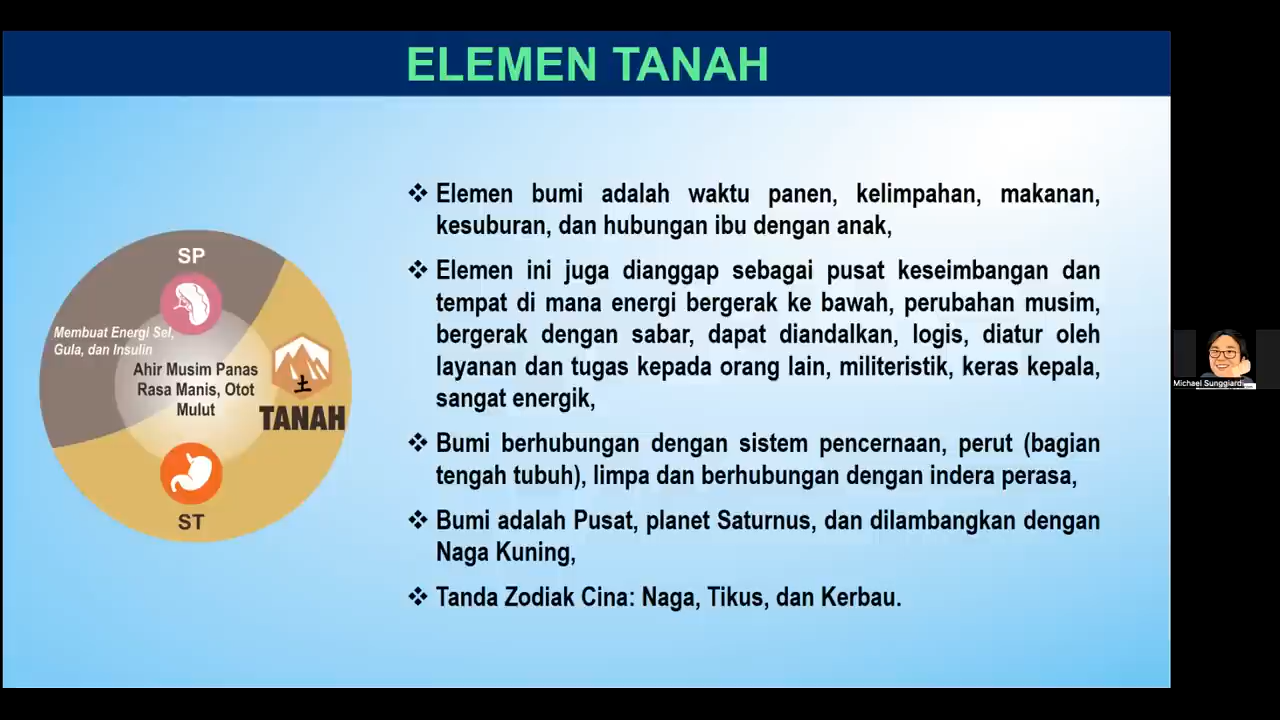 ELEMEN TANAH
SP
Membuat Energi Sel,
Gula, dan Insulin
Ahir Musim Panas
Rasa Manis, Otot
Mulut
土
TANAH
ST
❖ Elemen bumi adalah waktu panen, kelimpahan, makanan,
kesuburan, dan hubungan ibu dengan anak,
❖ Elemen ini juga dianggap sebagai pusat keseimbangan dan
tempat di mana energi bergerak ke bawah, perubahan musim,
bergerak dengan sabar, dapat diandalkan, logis, diatur oleh
layanan dan tugas kepada orang lain, militeristik, keras kepala,
sangat energik,
❖ Bumi berhubungan dengan sistem pencernaan, perut (bagian
tengah tubuh), limpa dan berhubungan dengan indera perasa,
❖ Bumi adalah Pusat, planet Saturnus, dan dilambangkan dengan
Naga Kuning,
❖ Tanda Zodiak Cina: Naga, Tikus, dan Kerbau.
Michael Sunggiardi